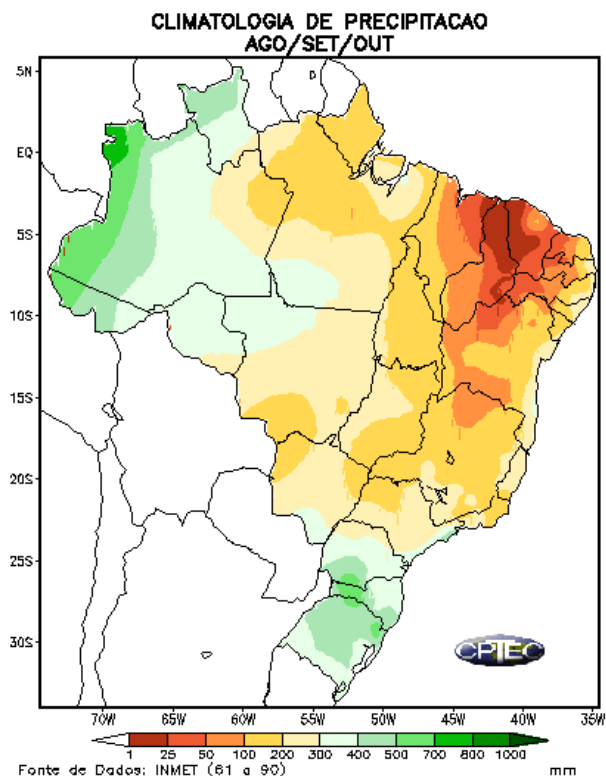 CLIMATOLOGIA DE PRECIPITACAO
AGO/SET/OUT
5N
EQ
5S
10S
15S
20S
25S
30S
CPTEC
70W 65W 60W 55W 50W 45W 40W 35W
1 25 50 100 200 300 400 500 700 800 1000
Fonte de Dados: INMET (61 a 90) mm